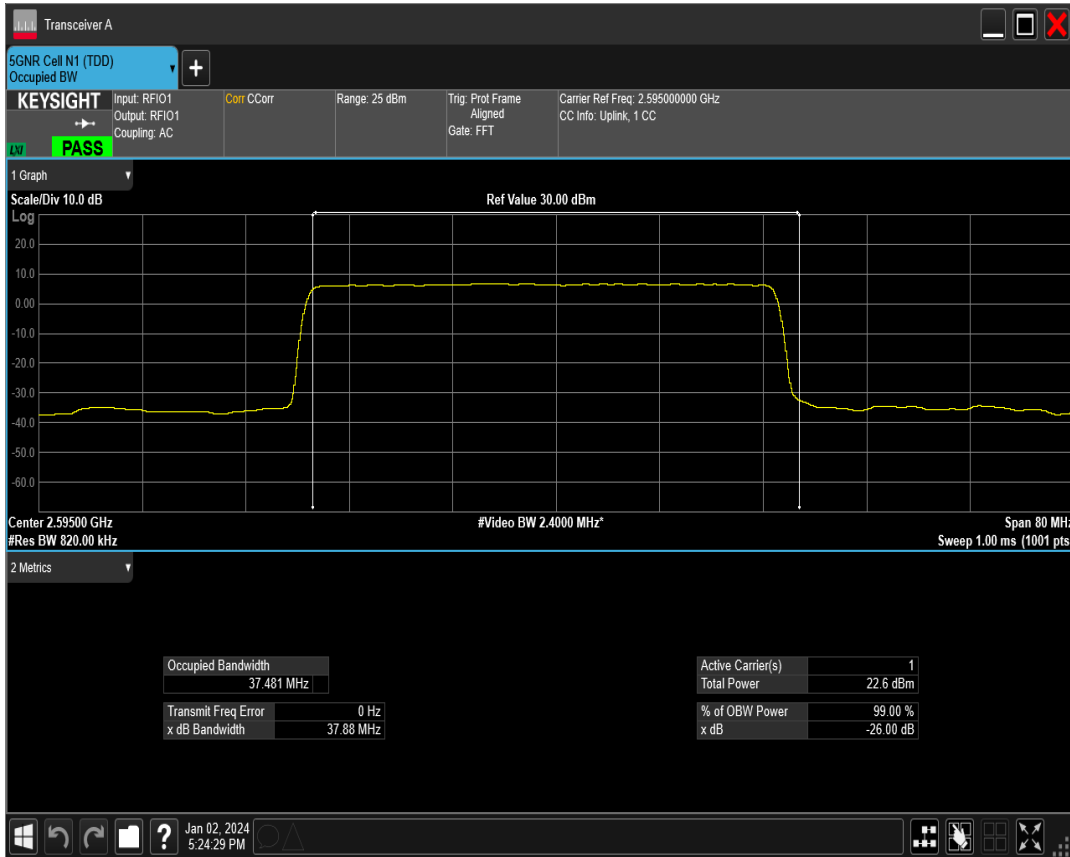 Transceiver A
5GNR Cell N1 (TDD)
Occupied BW
+
KEYSIGHT
LXI
PASS
Input: RFIO1
Output: RFIO1
Coupling: AC
Corr CCorr
Range: 25 dBm
Trig: Prot Frame
Aligned
Gate: FFT
Carrier Ref Freq: 2.595000000 GHz
CC Info: Uplink, 1 CC
1 Graph
Scale/Div 10.0 dB
Ref Value 30.00 dBm
Log
20.0
10.0
0.00
-10.0
-20.0
-30.0
-40.0
-50.0
-60.0
Center 2.59500 GHz
#Video BW 2.4000 MHz*
Span 80 MHz
#Res BW 820.00 kHz
Sweep 1.00 ms (1001 pts
2 Metrics
Occupied Bandwidth
37.481 MHz
Transmit Freq Error 0 Hz
x dB Bandwidth 37.88 MHz
Active Carrier(s) 1
Total Power 22.6 dBm
% of OBW Power 99.00 %
x dB -26.00 dB
?
Jan 02, 2024
5:24:29 PM